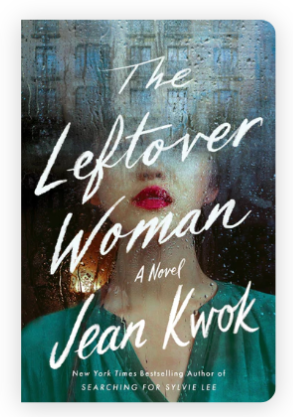 The
Leftover
Woman
A Novel
Jean Kwok
New York Times Bestselling Author of
SEARCHING FOR SYLVIE LEE